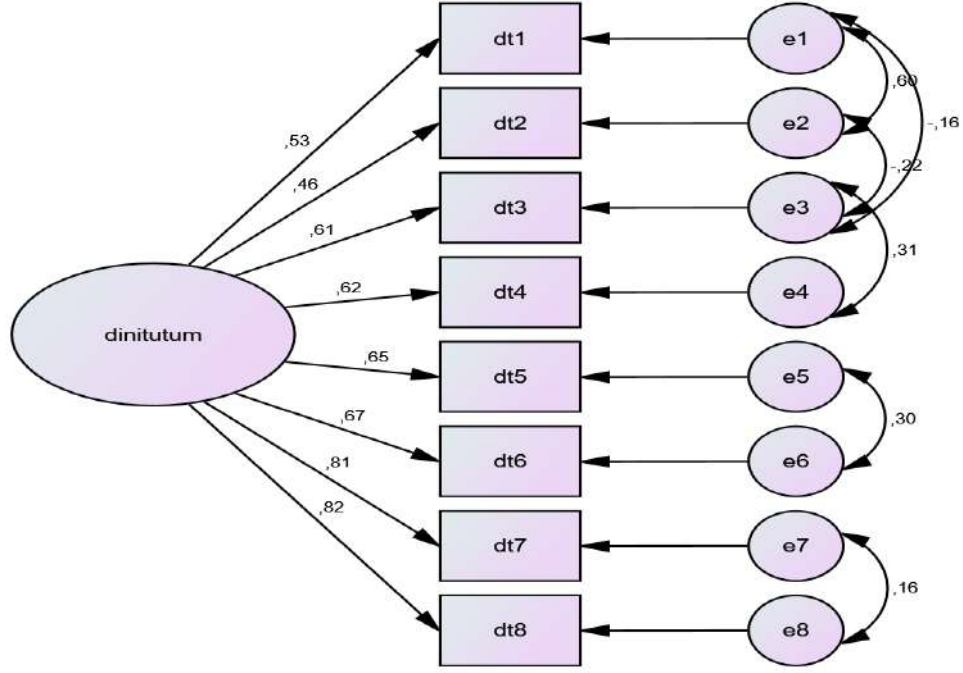 dt1
e1
,60
dt2
e2
-,16
,53
,46
-,22
dt3
e3
,61
,31
,62
dt4
e4
dinitutum
,65
dt5
e5
,67
,30
dt6
e6
,81
,82
dt7
e7
,16
dt8
e8